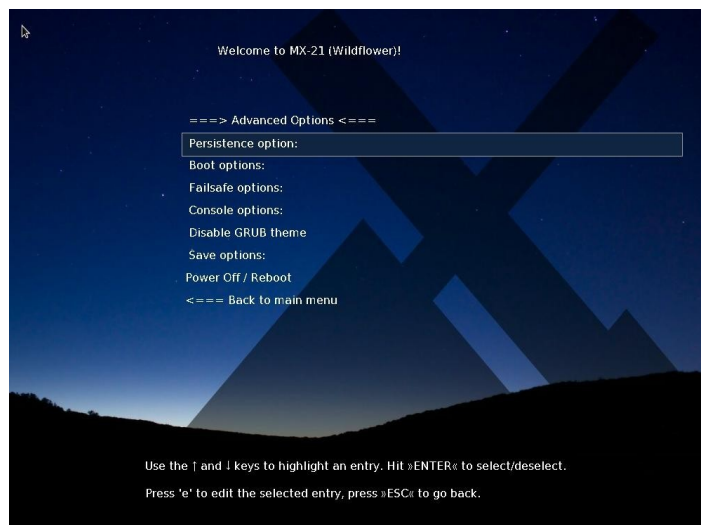 Welcome to MX-21 (Wildflower)!
===> Advanced Options <===
Persistence option:
Boot options:
Failsafe options:
Console options:
Disable GRUB theme
Save options:
Power Off / Reboot
<=== Back to main menu
Use the ↑ and ↓ keys to highlight an entry. Hit »ENTER« to select/deselect.
Press 'e' to edit the selected entry, press »ESC« to go back.